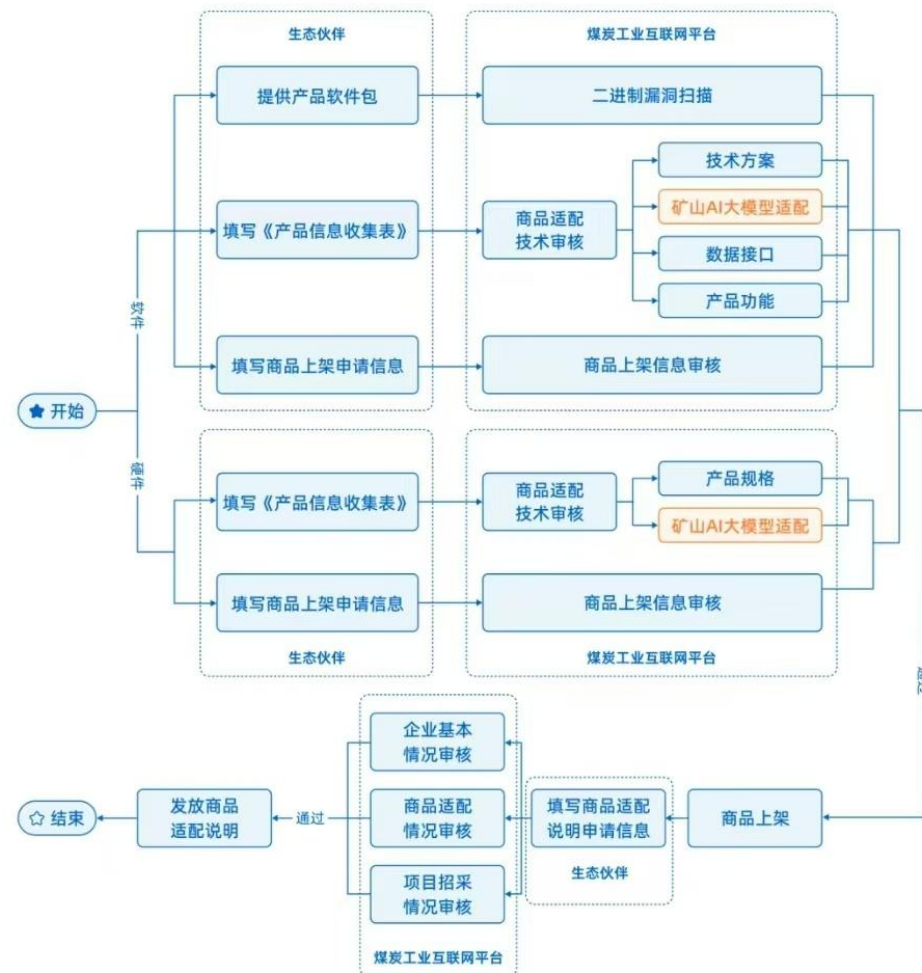 生态伙伴
煤炭工业互联网平台
提供产品软件包
二进制漏洞扫描
技术方案
矿山AI大模型适配
填写《产品信息收集表》
商品适配
技术审核
数据接口
产品功能
软件
填写商品上架申请信息
商品上架信息审核
开始
硬件
填写《产品信息收集表》
商品适配
技术审核
产品规格
矿山AI大模型适配
填写商品上架申请信息
商品上架信息审核
生态伙伴
煤炭工业互联网平台
企业基本
情况审核
结束
发放商品
适配说明
通过
商品适配
情况审核
填写商品适配
说明申请信息
商品上架
生态伙伴
项目招采
情况审核
煤炭工业互联网平台